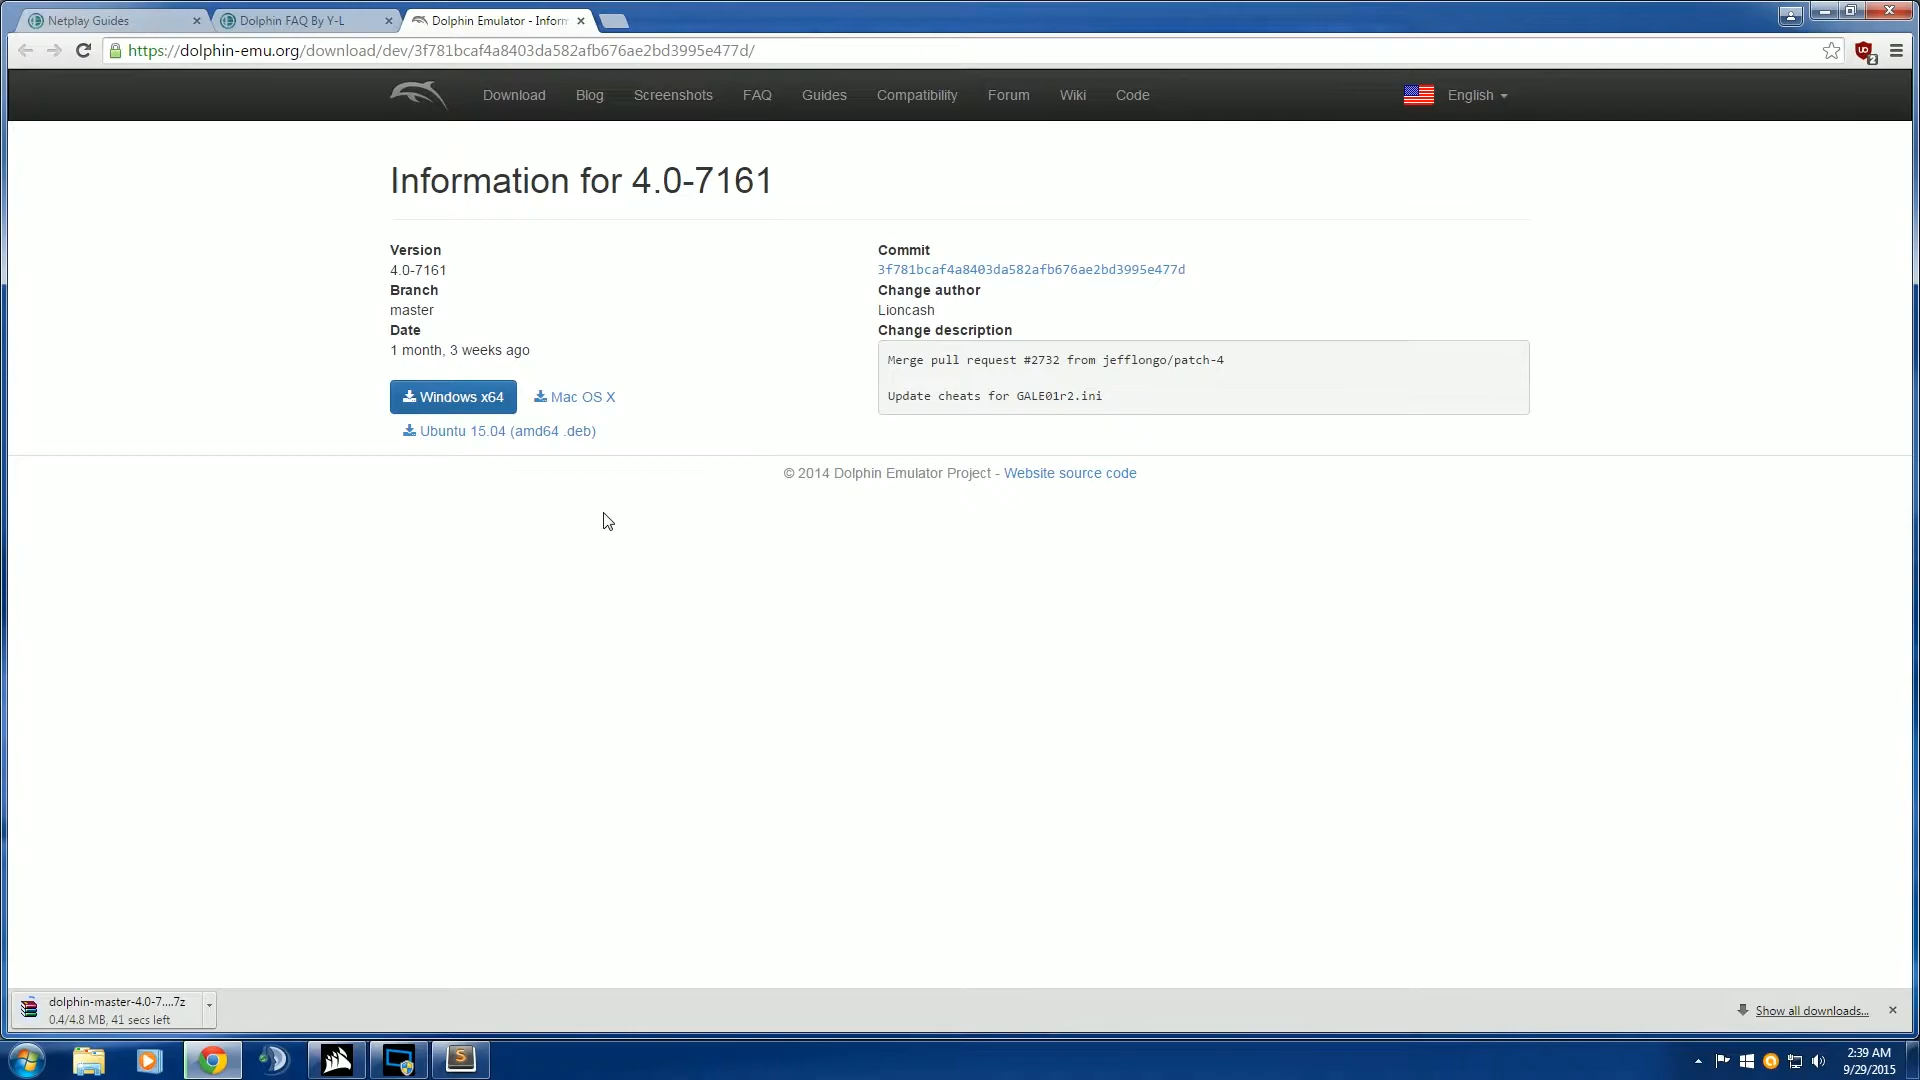 Netplay Guides
Dolphin FAQ By Y-L
Dolphin Emulator - Inform
https://dolphin-emu.org/download/dev/3f781bcaf4a8403da582afb676ae2bd3995e477d/
2
Download Blog Screenshots FAQ Guides Compatibility Forum Wiki Code English
Information for 4.0-7161
Version
4.0-7161
Branch
master
Date
1 month, 3 weeks ago
Windows x64 Mac OS X
Ubuntu 15.04 (amd64 .deb)
Commit
3f781bcaf4a8403da582afb676ae2bd3995e477d
Change author
Lioncash
Change description
Merge pull request #2732 from jefflongo/patch-4
Update cheats for GALE01r2.ini
© 2014 Dolphin Emulator Project - Website source code
dolphin-master-4.0-7....7z
0.4/4.8 MB, 41 secs left
Show all downloads...
2:39 AM
9/29/2015